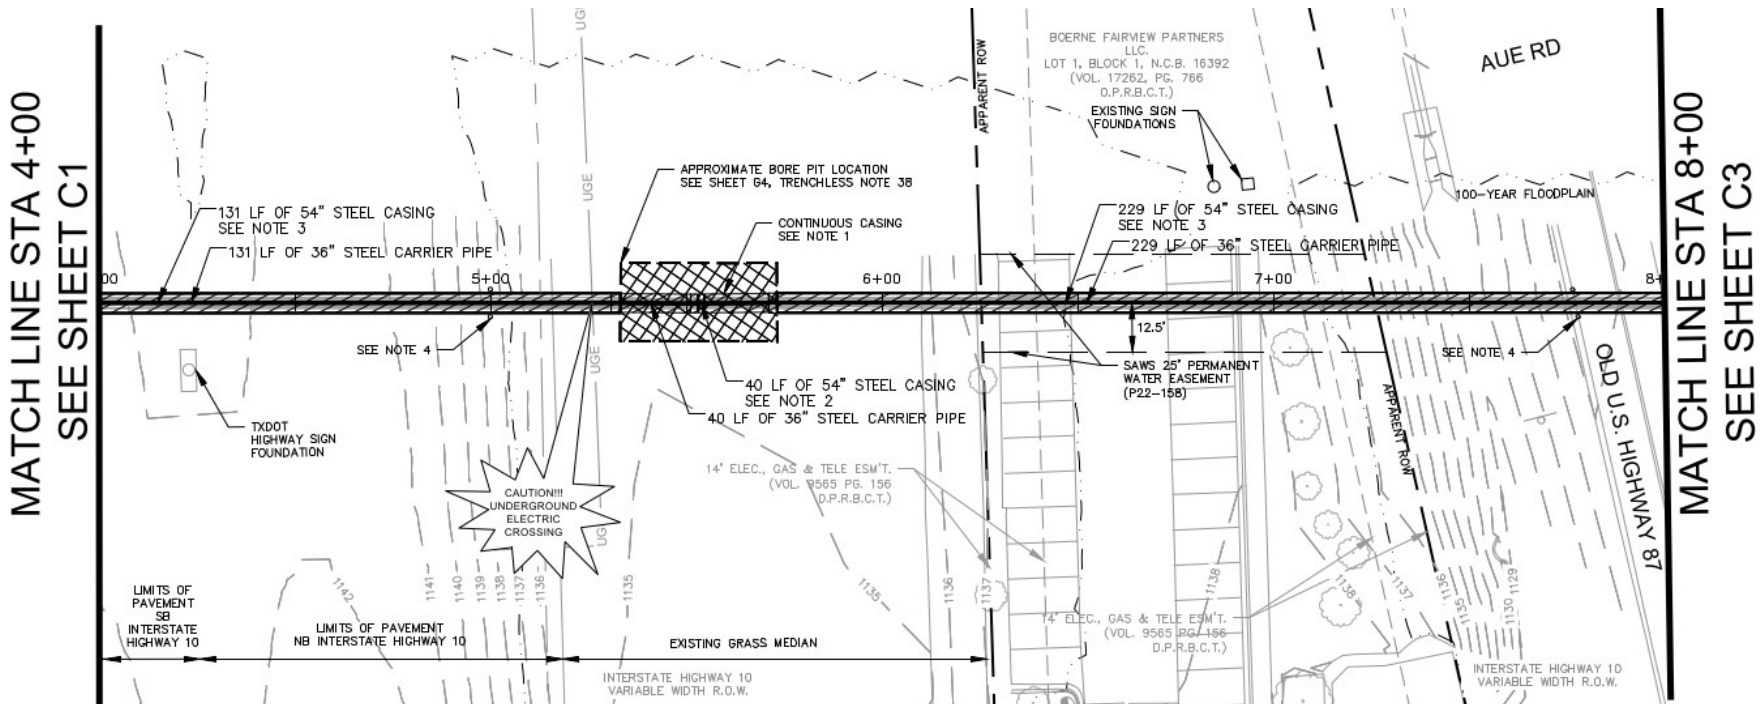 MATCH LINE STA 4+00
SEE SHEET C1
BOERNE FAIRVIEW PARTNERS
LLC.
LOT 1, BLOCK 1, N.C.B. 16392
(VOL. 17262, PG. 766
O.P.R.B.C.T.)
AUE RD
APPARENT ROW
EXISTING SIGN
FOUNDATIONS
UGE
APPROXIMATE BORE PIT LOCATION
SEE SHEET G4, TRENCHLESS NOTE 38
131 LF OF 54" STEEL CASING
SEE NOTE 3
131 LF OF 36" STEEL CARRIER PIPE
CONTINUOUS CASING
SEE NOTE 1
229 LF OF 54" STEEL CASING
SEE NOTE 3
229 LF OF 36" STEEL CARRIER PIPE
100-YEAR FLOODPLAIN
00
5+00
6+00
7+00
8+
SEE NOTE 4
UGE
12.5'
SEE NOTE 4
SAWS 25' PERMANENT
WATER EASEMENT
(P22-158)
40 LF OF 54" STEEL CASING
SEE NOTE 2
40 LF OF 36" STEEL CARRIER PIPE
TXDOT
HIGHWAY SIGN
FOUNDATION
14' ELEC., GAS & TELE ESM'T.
(VOL. 9565 PG. 156
D.P.R.B.C.T.)
CAUTION!!!
UNDERGROUND
ELECTRIC
CROSSING
APPARENT ROW
OLD U.S. HIGHWAY 87
1142
1141
1140
1139
1138
1137
1136
1135
1135
1136
1137
1138
1138
1137
1136
1135
1130
1129
LIMITS OF
PAVEMENT
SB
INTERSTATE
HIGHWAY 10
LIMITS OF PAVEMENT
NB INTERSTATE HIGHWAY 10
EXISTING GRASS MEDIAN
14' ELEC., GAS & TELE ESM'T.
(VOL. 9565 PG. 156
D.P.R.B.C.T.)
INTERSTATE HIGHWAY 10
VARIABLE WIDTH R.O.W.
INTERSTATE HIGHWAY 10
VARIABLE WIDTH R.O.W.
MATCH LINE STA 8+00
SEE SHEET C3